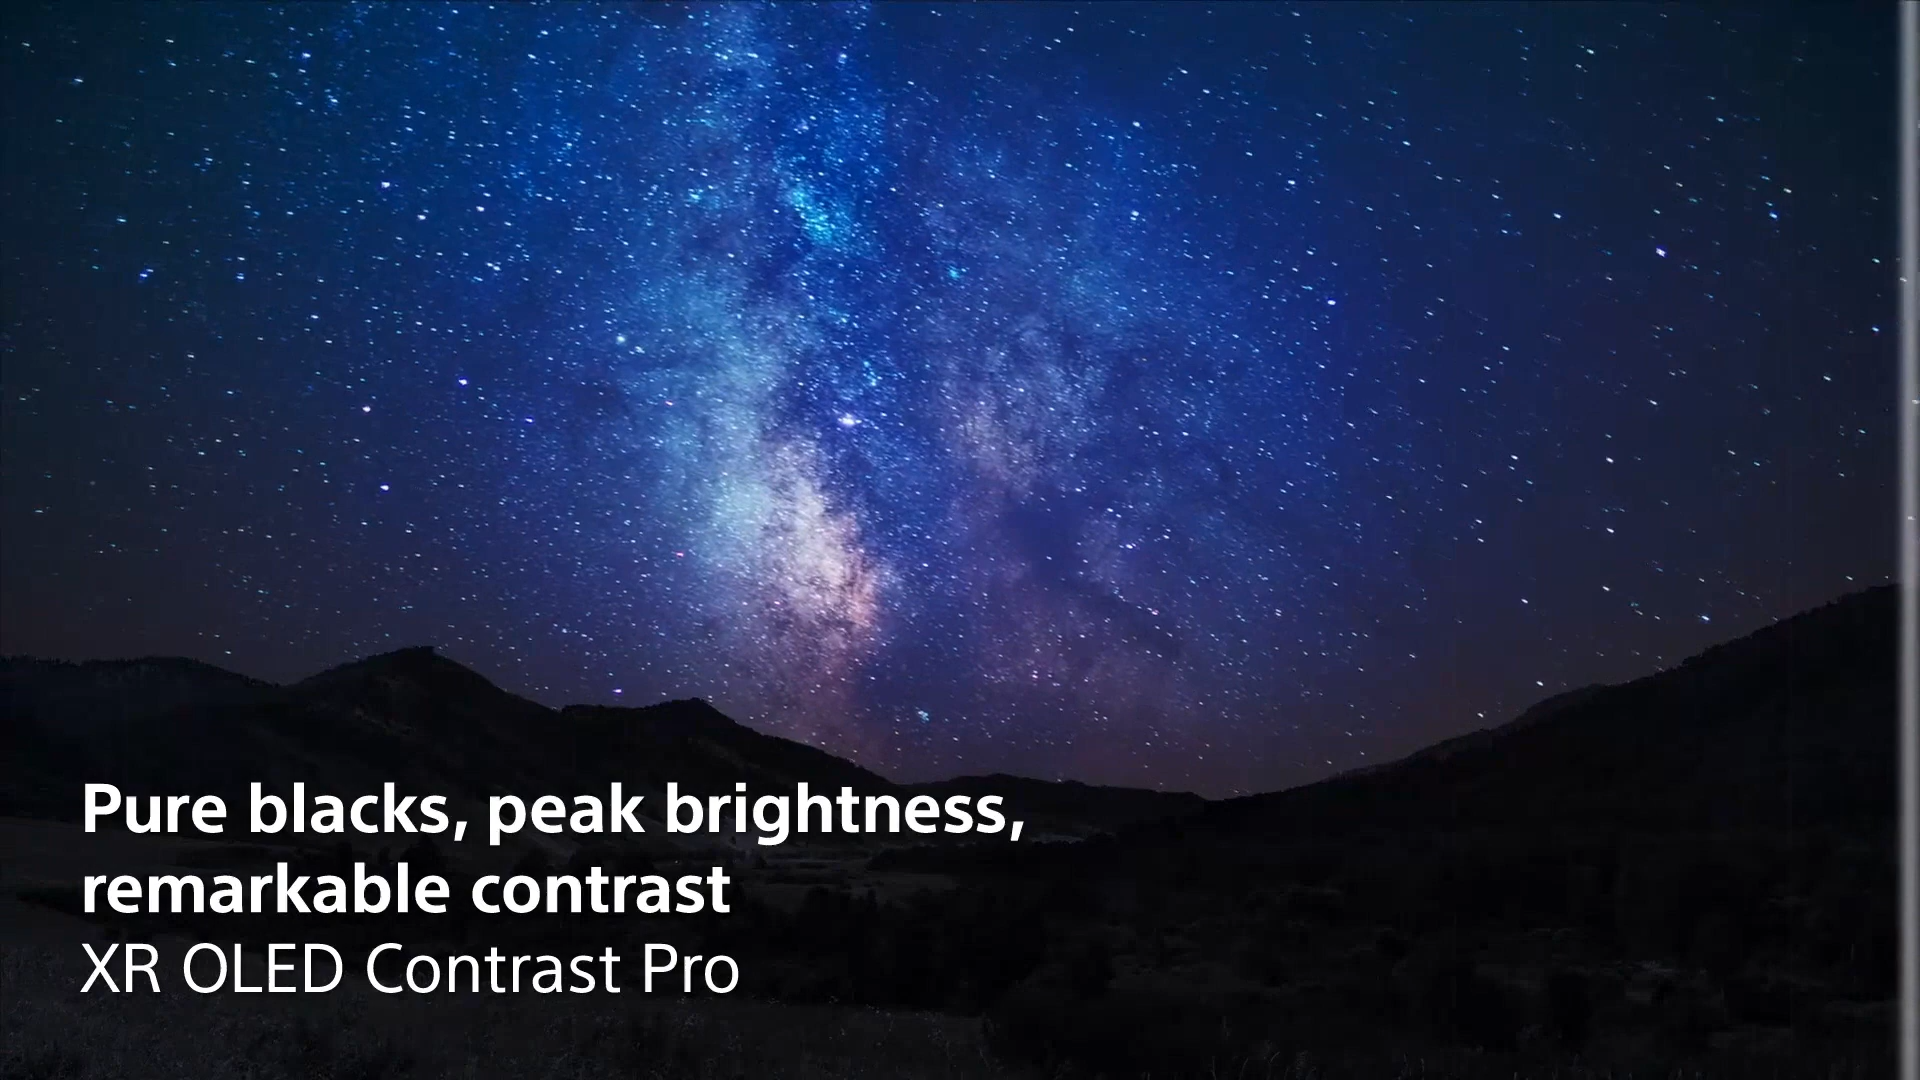 Pure blacks, peak brightness,
remarkable contrast
XR OLED Contrast Pro